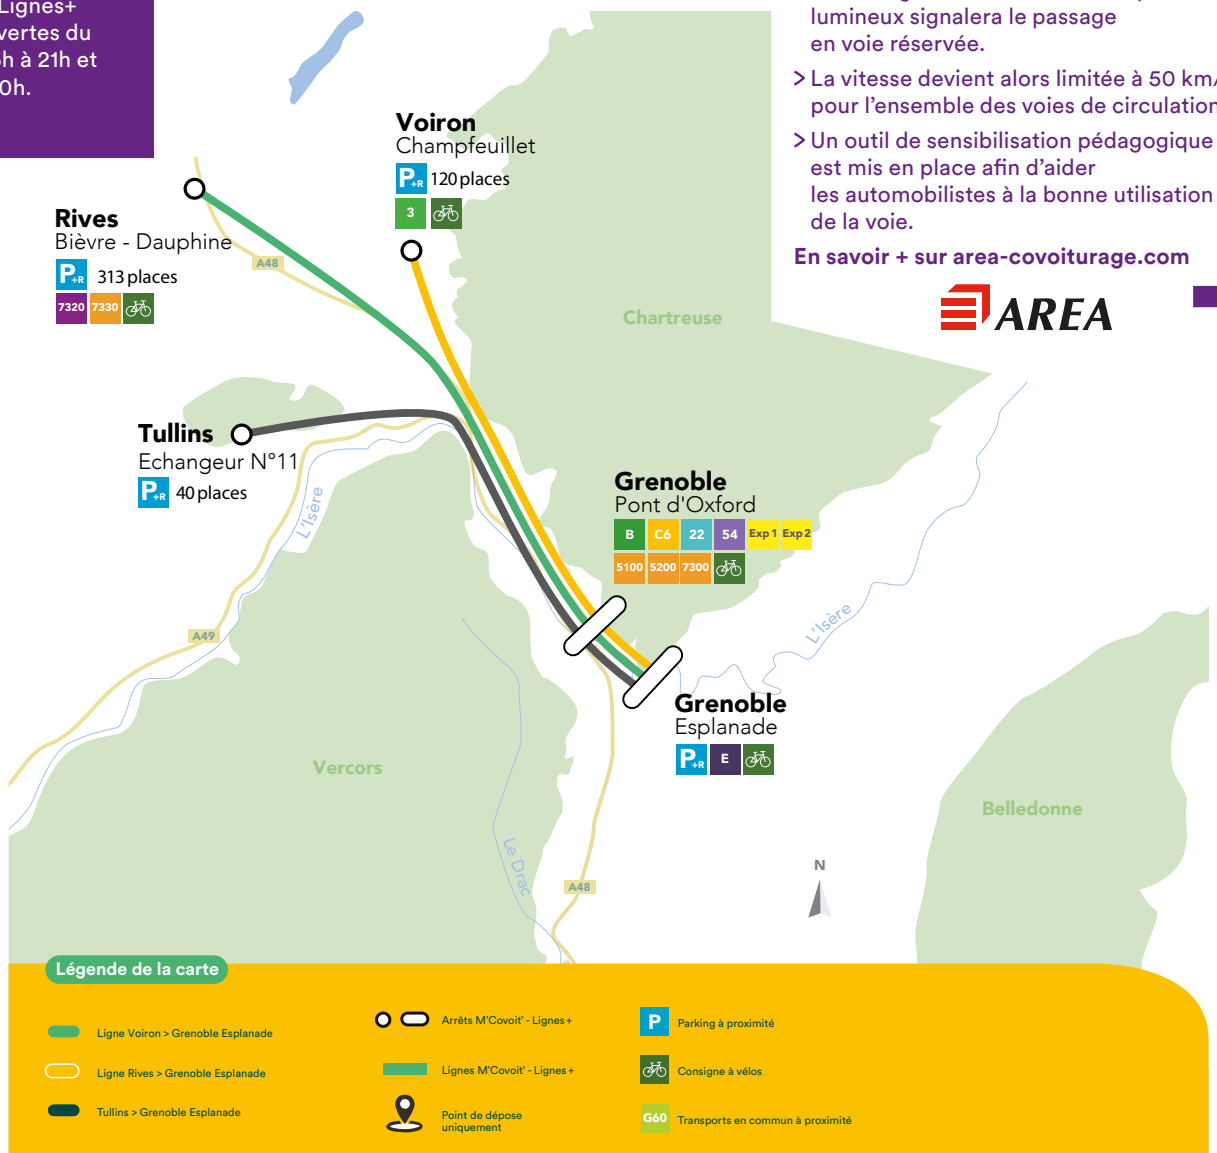 Lignes+
vertes du
h à 21h et
0h.
lumineux signalera le passage
en voie réservée.
> La vitesse devient alors limitée à 50 km/
pour l'ensemble des voies de circulation
> Un outil de sensibilisation pédagogique
est mis en place afin d'aider
les automobilistes à la bonne utilisation
de la voie.
En savoir + sur area-covoiturage.com
AREA
Voiron
Champfeuillet
P+R 120 places
3
Rives
Bièvre - Dauphine
P+R 313 places
7320 7330
A48
Chartreuse
Tullins
Echangeur N°11
P+R 40 places
L'Isère
Grenoble
Pont d'Oxford
B C6 22 54 Exp 1 Exp 2
5100 5200 7300
A49
L'Isère
Grenoble
Esplanade
P+R E
Vercors
Belledonne
Le Drac
A48
N
Légende de la carte
Ligne Voiron > Grenoble Esplanade
Ligne Rives > Grenoble Esplanade
Tullins > Grenoble Esplanade
Arrêts M'Covoit' - Lignes +
Lignes M'Covoit' - Lignes +
Point de dépose
uniquement
P Parking à proximité
Consigne à vélos
G60 Transports en commun à proximité